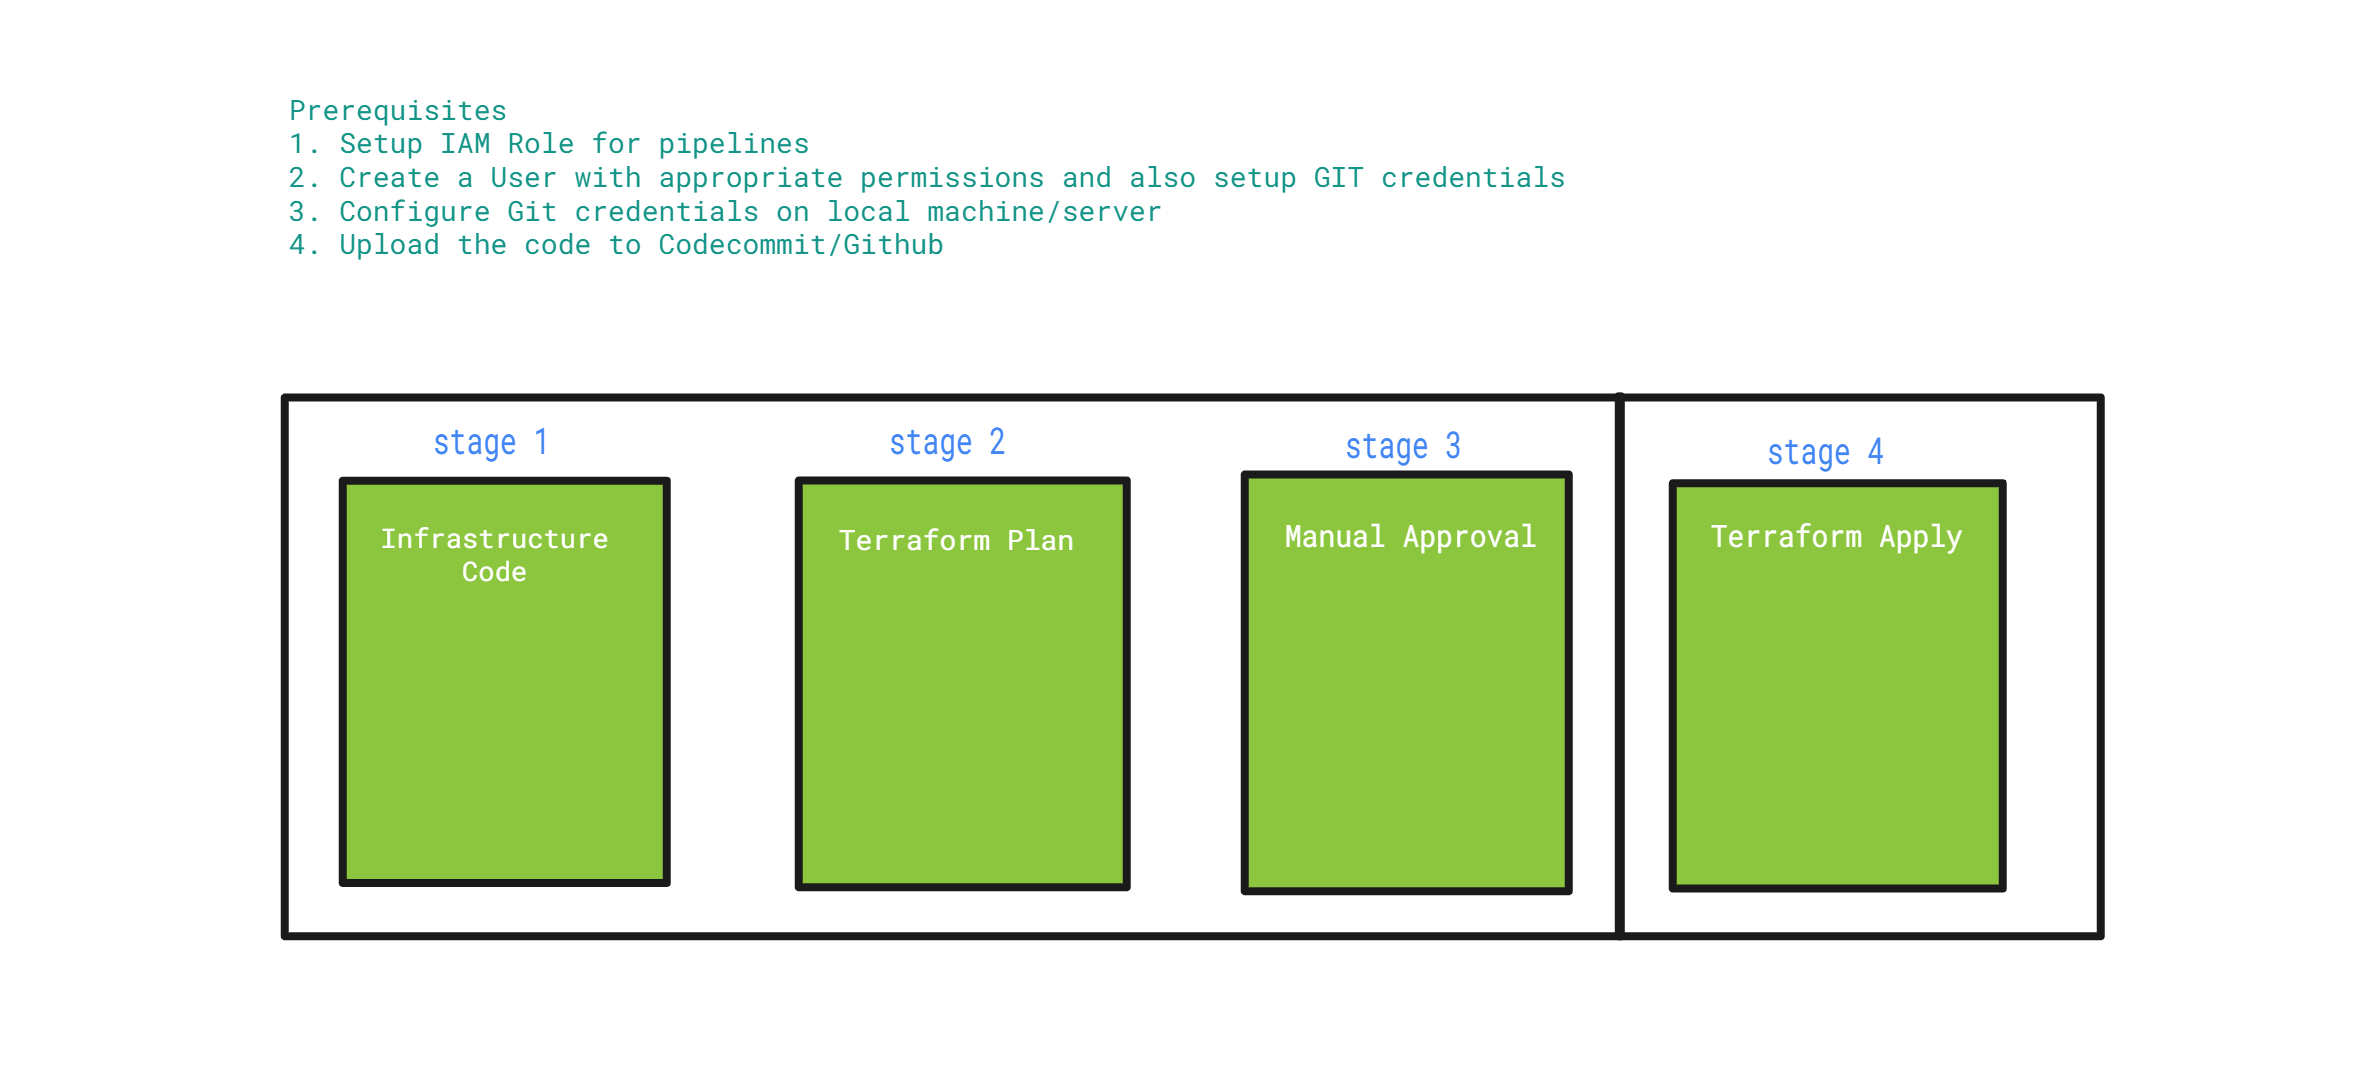 Prerequisites
1. Setup IAM Role for pipelines
2. Create a User with appropriate permissions and also setup GIT credentials
3. Configure Git credentials on local machine/server
4. Upload the code to Codecommit/Github
stage 1
Infrastructure
Code
stage 2
Terraform Plan
stage 3
Manual Approval
stage 4
Terraform Apply